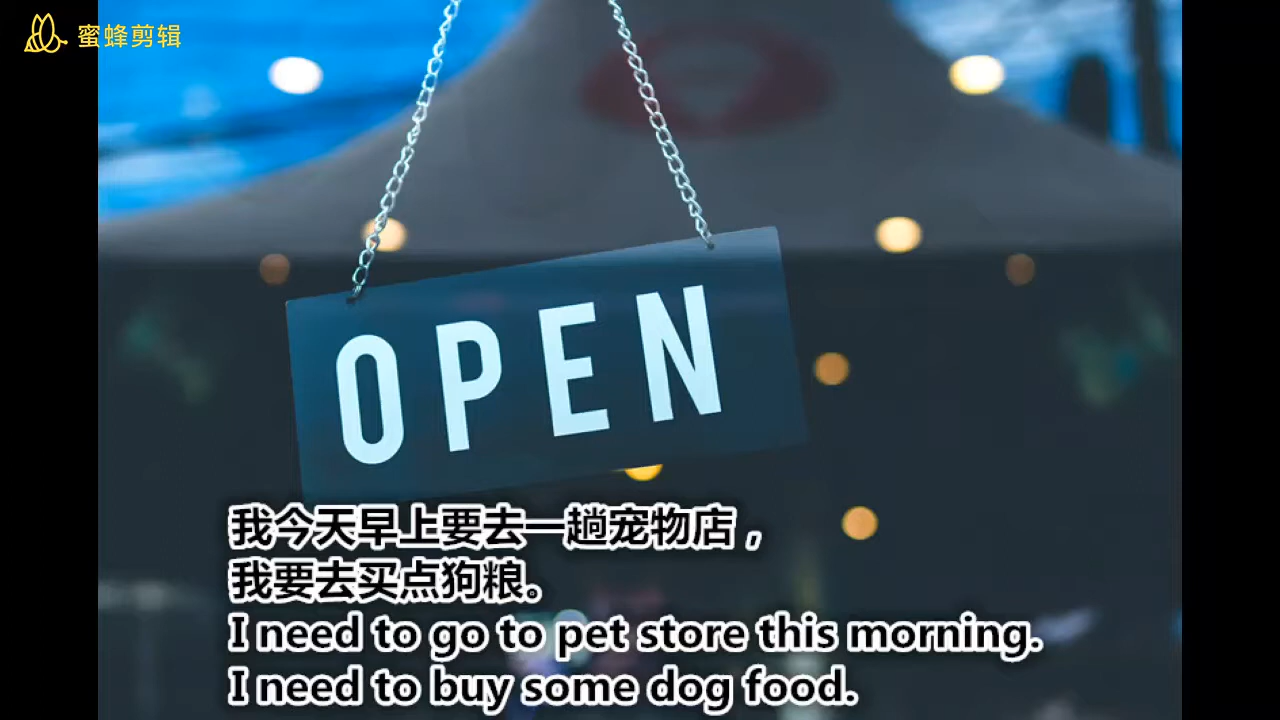 蜜蜂剪辑
OPEN
我今天早上要去一趟宠物店，
我要去买点狗粮。
I need to go to pet store this morning.
I need to buy some dog food.